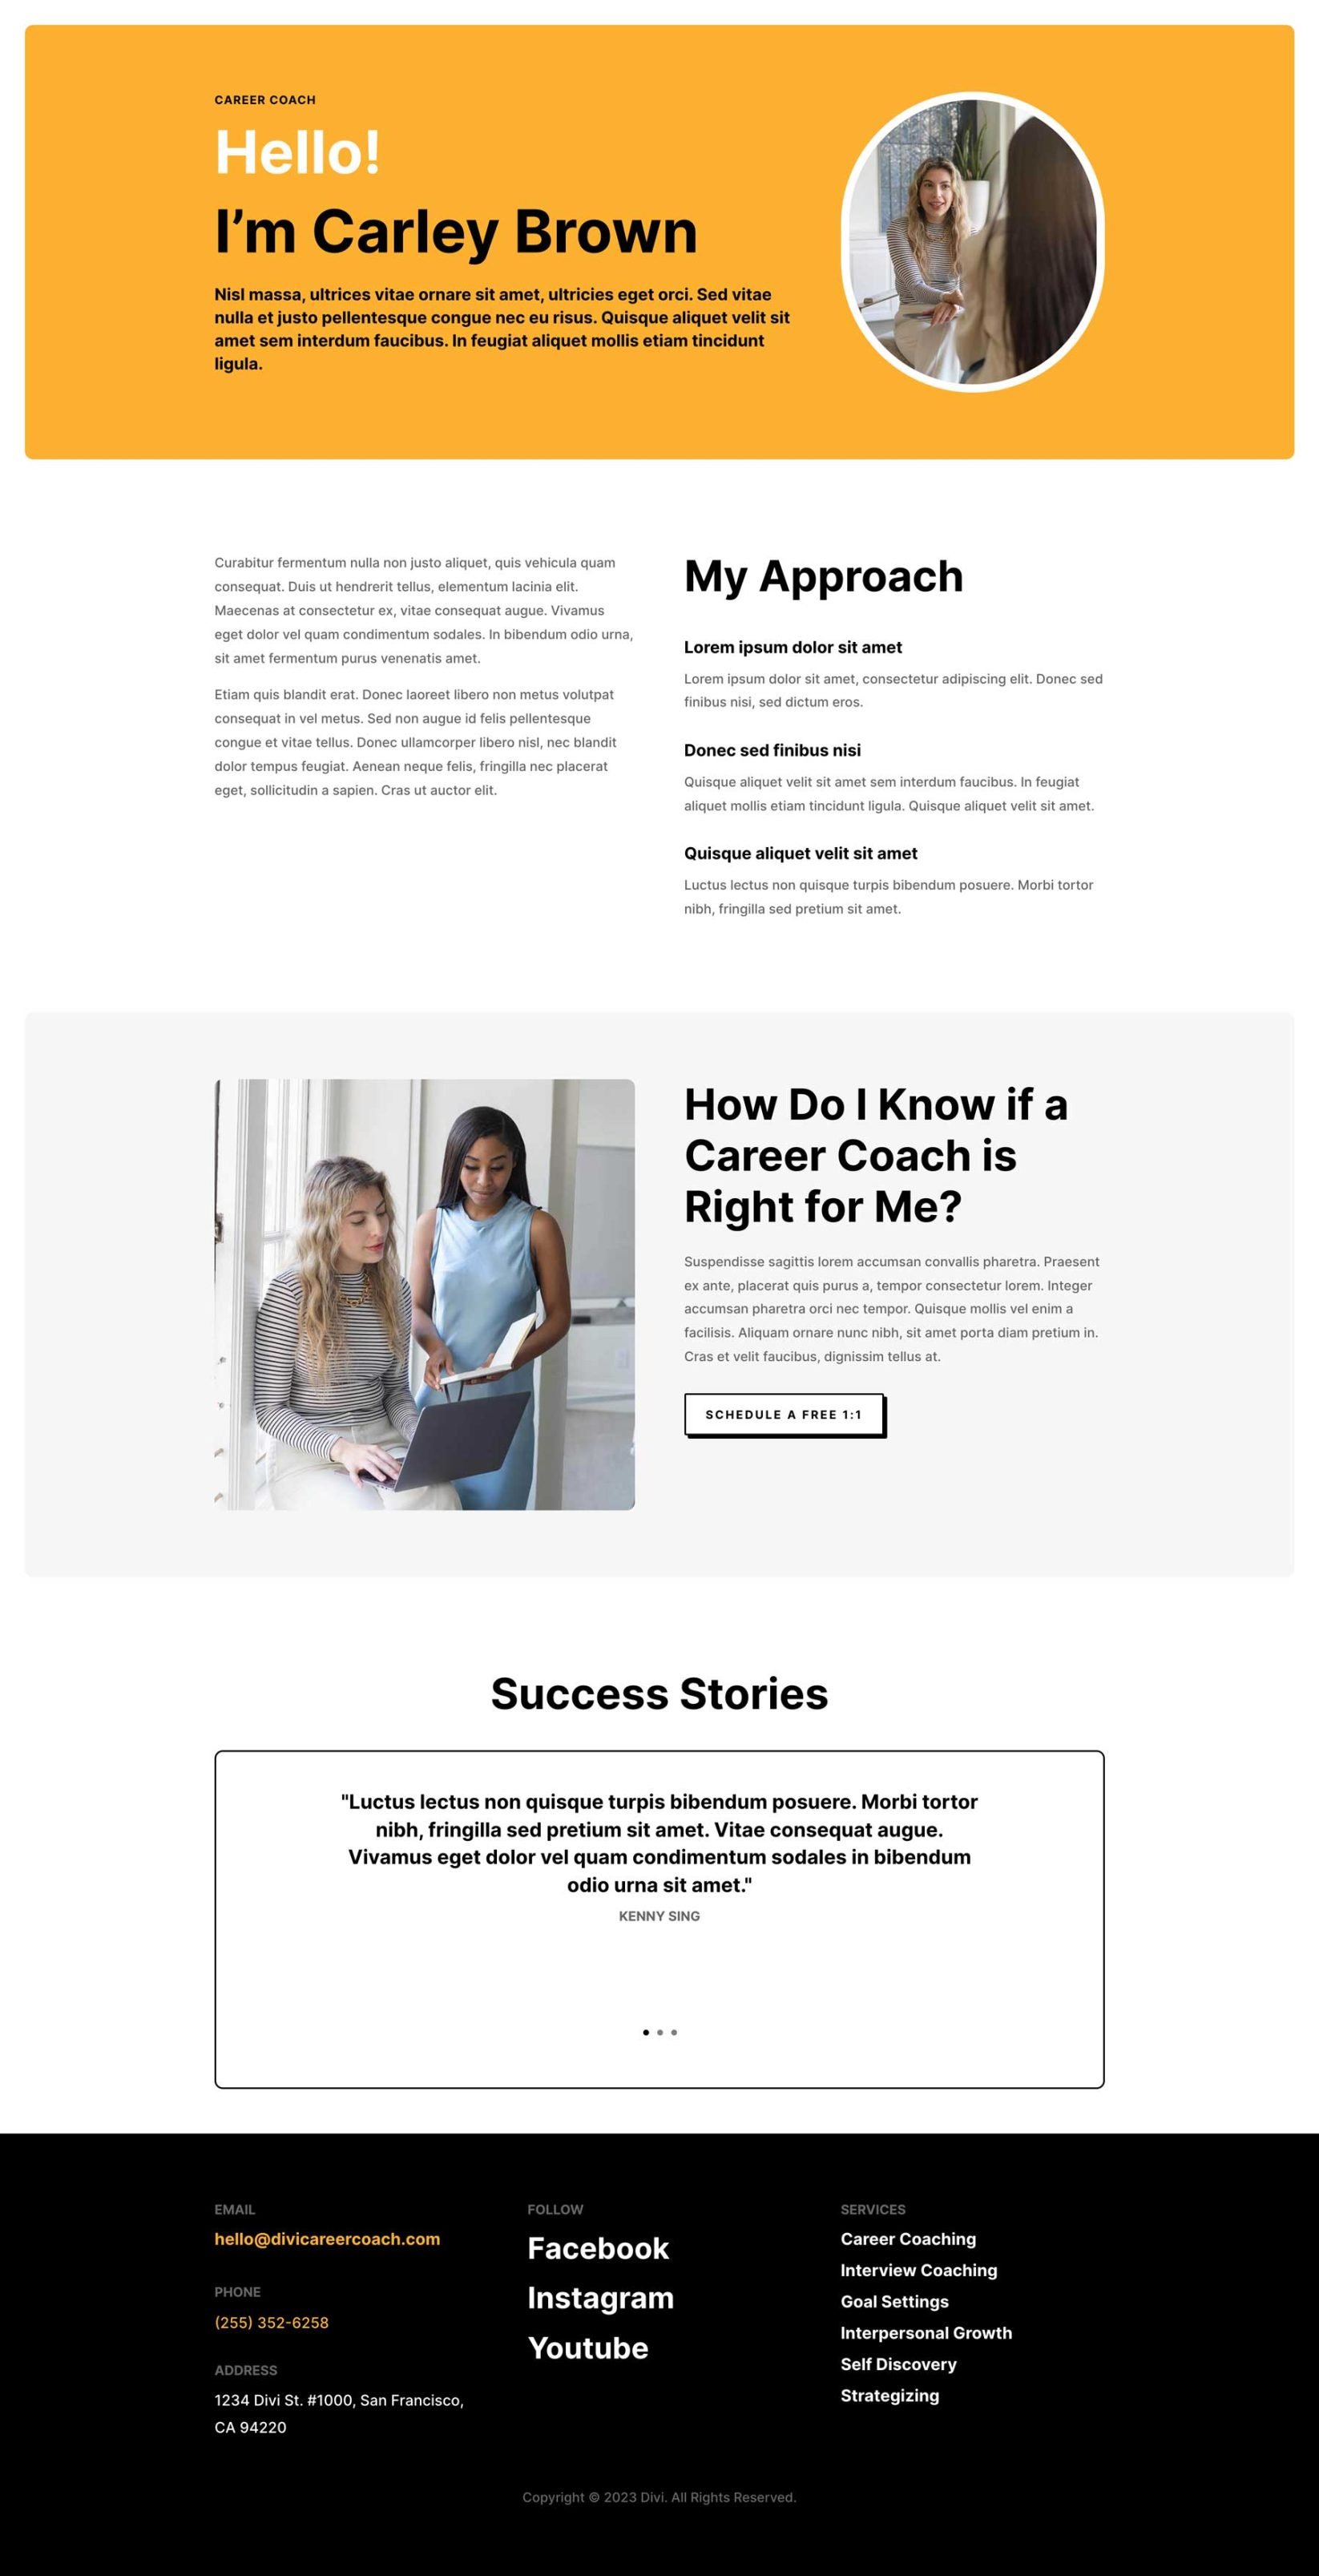 CAREER COACH
Hello!
I’m Carley Brown
Nisl massa, ultrices vitae ornare sit amet, ultricies eget orci. Sed vitae
nulla et justo pellentesque congue nec eu risus. Quisque aliquet velit sit
amet sem interdum faucibus. In feugiat aliquet mollis etiam tincidunt
ligula.
Curabitur fermentum nulla non justo aliquet, quis vehicula quam
consequat. Duis ut hendrerit tellus, elementum lacinia elit.
Maecenas at consectetur ex, vitae consequat augue. Vivamus
eget dolor vel quam condimentum sodales. In bibendum odio urna,
sit amet fermentum purus venenatis amet.
Etiam quis blandit erat. Donec laoreet libero non metus volutpat
consequat in vel metus. Sed non augue id felis pellentesque
congue et vitae tellus. Donec ullamcorper libero nisl, nec blandit
dolor tempus feugiat. Aenean neque felis, fringilla nec placerat
eget, sollicitudin a sapien. Cras ut auctor elit.
My Approach
Lorem ipsum dolor sit amet
Lorem ipsum dolor sit amet, consectetur adipiscing elit. Donec sed
finibus nisi, sed dictum eros.
Donec sed finibus nisi
Quisque aliquet velit sit amet sem interdum faucibus. In feugiat
aliquet mollis etiam tincidunt ligula. Quisque aliquet velit sit amet.
Quisque aliquet velit sit amet
Luctus lectus non quisque turpis bibendum posuere. Morbi tortor
nibh, fringilla sed pretium sit amet.
How Do I Know if a
Career Coach is
Right for Me?
Suspendisse sagittis lorem accumsan convallis pharetra. Praesent
ex ante, placerat quis purus a, tempor consectetur lorem. Integer
accumsan pharetra orci nec tempor. Quisque mollis vel enim a
facilisis. Aliquam ornare nunc nibh, sit amet porta diam pretium in.
Cras et velit faucibus, dignissim tellus at.
SCHEDULE A FREE 1:1
Success Stories
"Luctus lectus non quisque turpis bibendum posuere. Morbi tortor
nibh, fringilla sed pretium sit amet. Vitae consequat augue.
Vivamus eget dolor vel quam condimentum sodales in bibendum
odio urna sit amet."
KENNY SING
EMAIL
hello@divicareercoach.com
PHONE
(255) 352-6258
ADDRESS
1234 Divi St. #1000, San Francisco,
CA 94220
FOLLOW
Facebook
Instagram
Youtube
SERVICES
Career Coaching
Interview Coaching
Goal Settings
Interpersonal Growth
Self Discovery
Strategizing
Copyright © 2023 Divi. All Rights Reserved.